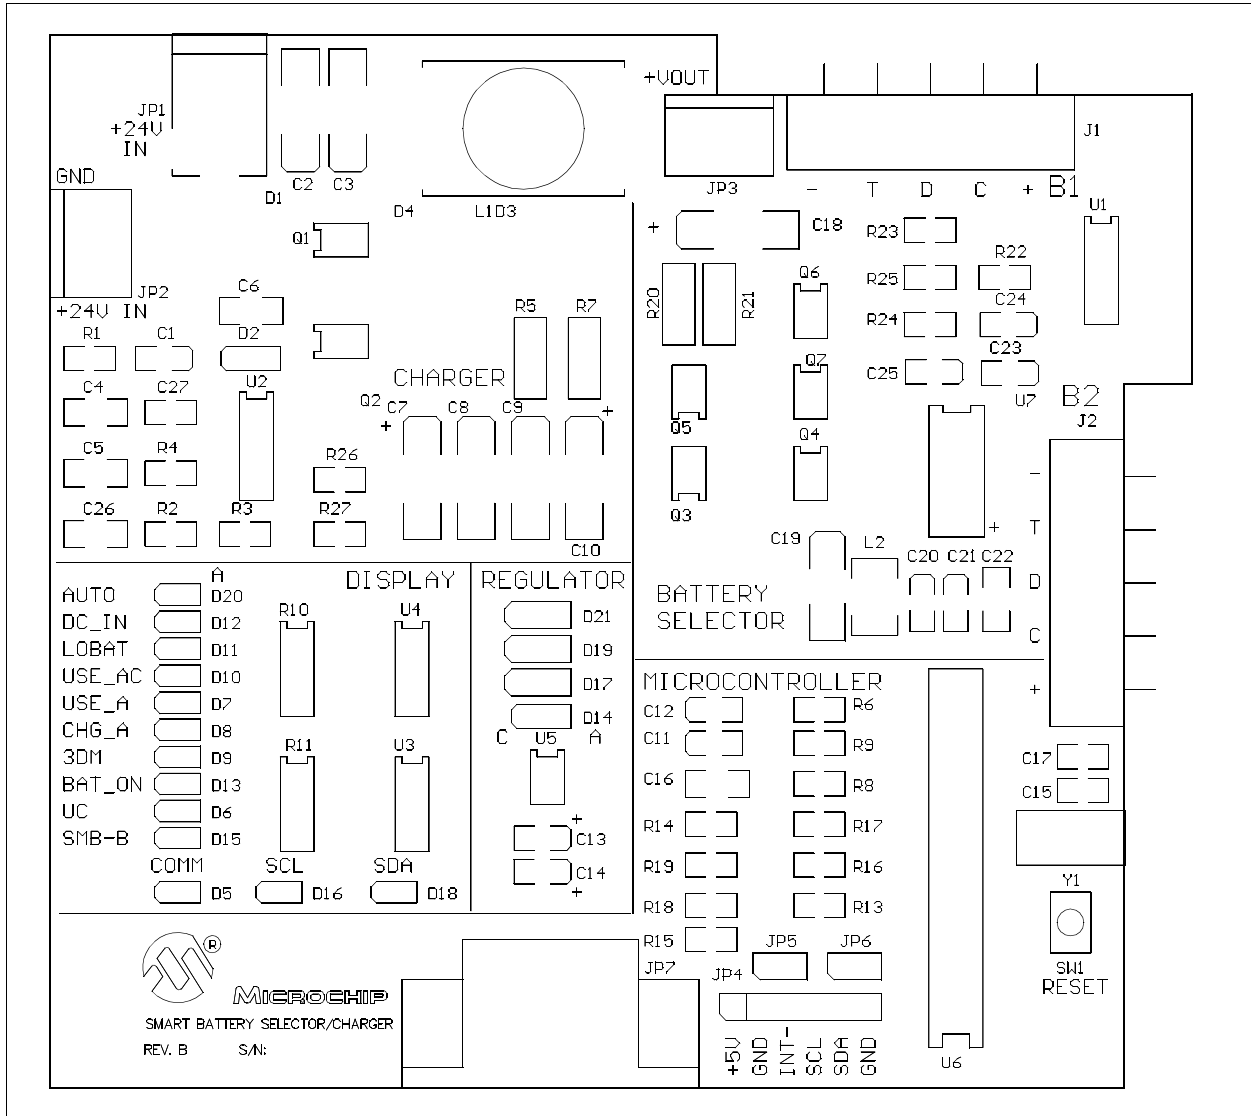 +VOUT
JP1
+24V
IN
C2 C3
J1
GND
JP3
- T D C + B1
D1 D4 L1D3
U1
+ C18
R23
Q1
R22
R25
Q6
JP2
C6
+24V IN
R20 R21
C24
R5 R7
R24
R1 C1 D2
C23
Q7
C25
U2
CHARGER
C4 C27
U7
B2
Q2 C7 C8 C9 +
J2
+
Q5 Q4
C5 R4
R26
-
C26 R2 R3 R27
Q3
+
T
C10
C19 L2 C20 C21 C22
A
DISPLAY
REGULATOR
D
AUTO D20
BATTERY
SELECTOR
R10 U4
D21
DC_IN D12
C
LOBAT D11
D19
USE_AC D10
D17
MICROCONTROLLER
+
USE_A D7
C12 R6
D14
CHG_A D8
C U5 A
C11 R9
3DM D9
R11 U3
C17
BAT_ON D13
C16 R8
C15
UC D6
R14 R17
SMB-B D15
+
C13
COMM SCL SDA
R19 R16
C14
+
D5 D16 D18
Y1
R18 R13
R15 JP5 JP6
®
JP7
JP4
SW1
RESET
MICROCHIP
SMART BATTERY SELECTOR/CHARGER
REV. B S/N:
+5V
GND
INT-
SCL
SDA
GND
U6